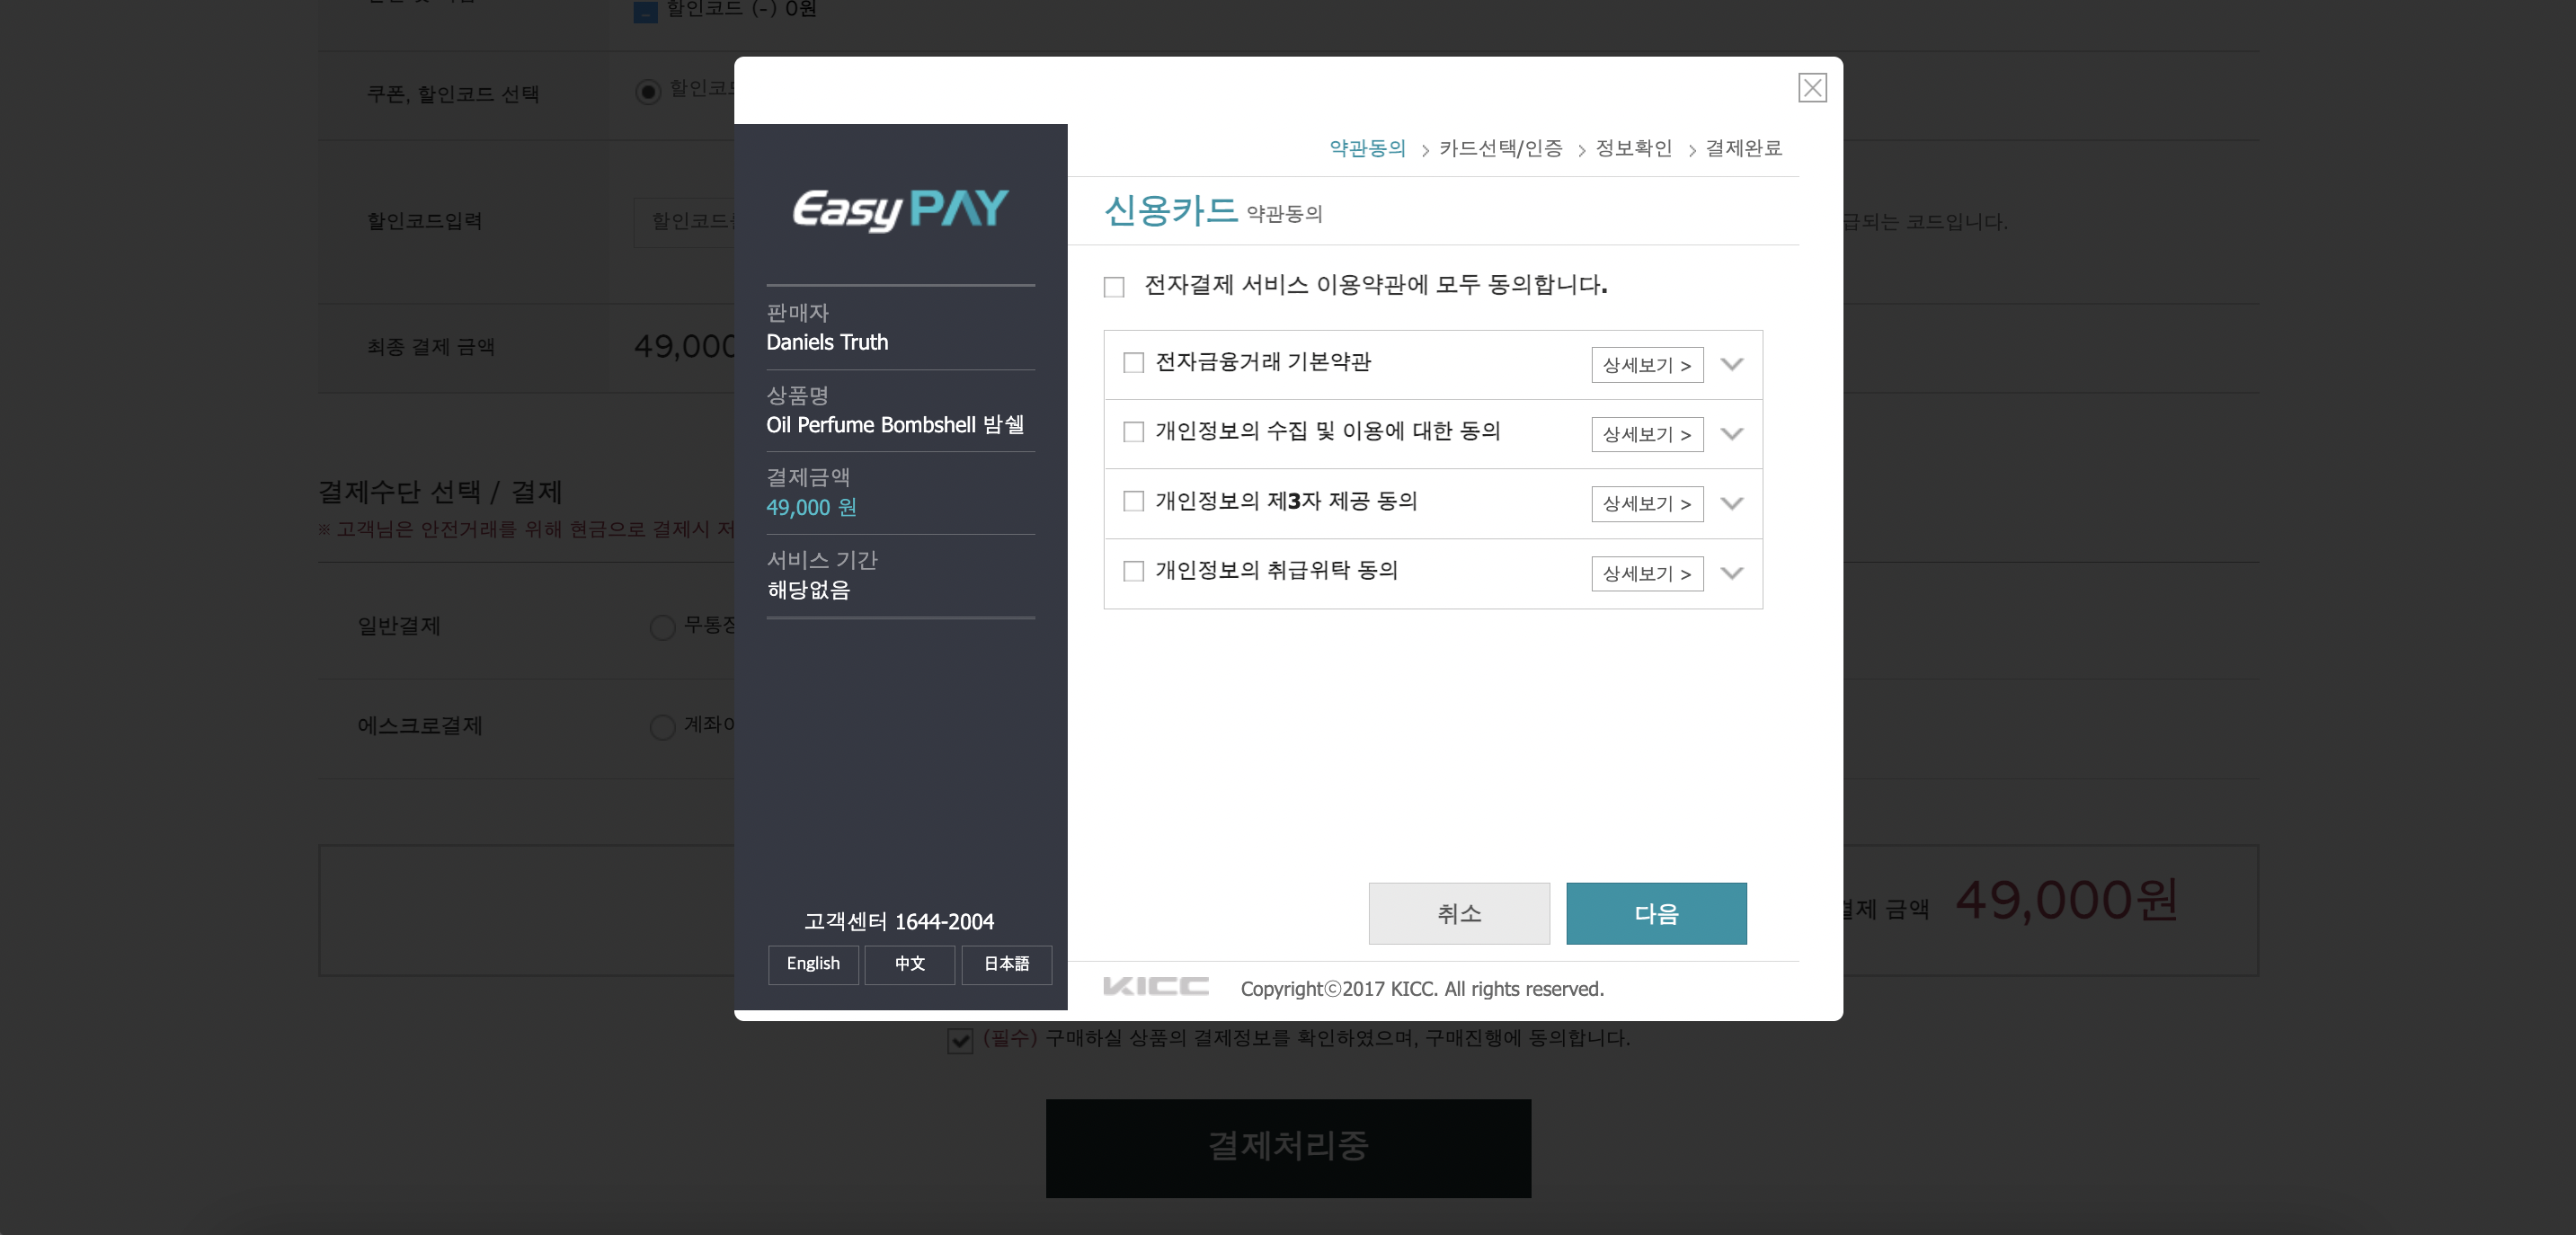 할인코드 (-) 0원
쿠폰, 할인코드 선택
할인코드입력
할인코드
급되는 코드입니다.
최종 결제 금액
49,000
결제수단 선택 / 결제
※ 고객님은 안전거래를 위해 현금으로 결제시 저
일반결제
무통장
에스크로결제
계좌이
결제 금액 49,000원
(필수) 구매하실 상품의 결제정보를 확인하였으며, 구매진행에 동의합니다.
결제처리중
Easy PAY
판매자
Daniels Truth
상품명
Oil Perfume Bombshell 밤쉘
결제금액
49,000 원
서비스 기간
해당없음
고객센터 1644-2004
English 中文 日本語
약관동의 > 카드선택/인증 > 정보확인 > 결제완료
신용카드 약관동의
전자결제 서비스 이용약관에 모두 동의합니다.
전자금융거래 기본약관 상세보기 >
개인정보의 수집 및 이용에 대한 동의 상세보기 >
개인정보의 제3자 제공 동의 상세보기 >
개인정보의 취급위탁 동의 상세보기 >
취소 다음
KICC Copyrightⓒ2017 KICC. All rights reserved.